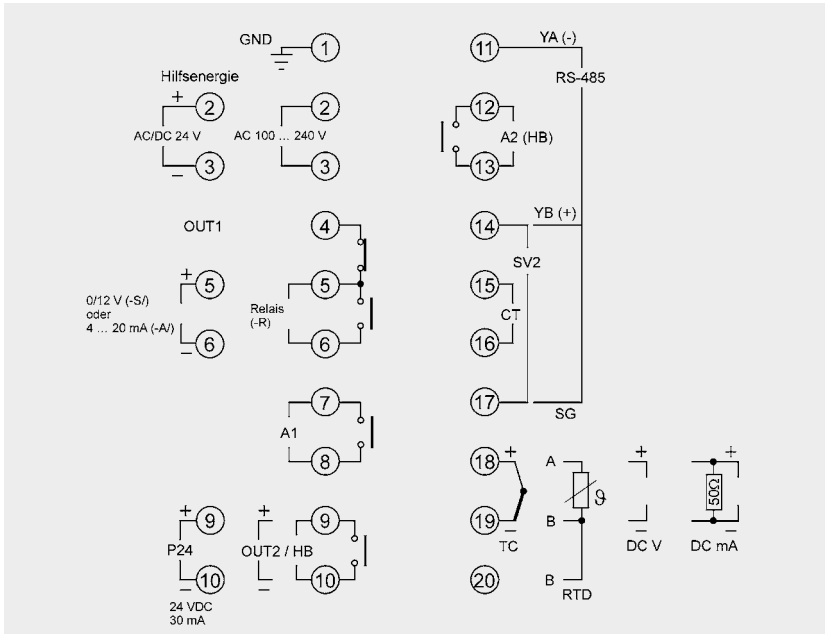 GND
1
11
YA (-)
RS-485
Hilfsenergie
+
2
2
AC/DC 24 V
AC 100 ... 240 V
3
3
–
12
A2 (HB)
13
OUT1
4
14
YB (+)
SV2
+
5
5
15
0/12 V (-S/)
oder
4 ... 20 mA (-A/)
Relais
(-R)
CT
–
6
6
16
7
17
SG
A1
8
18
+
A
+
+
50Ω
ϑ
19
–
B
–
–
TC
DC V
DC mA
+
9
+
9
P24
OUT2 / HB
–
10
–
10
20
B
RTD
24 VDC
30 mA